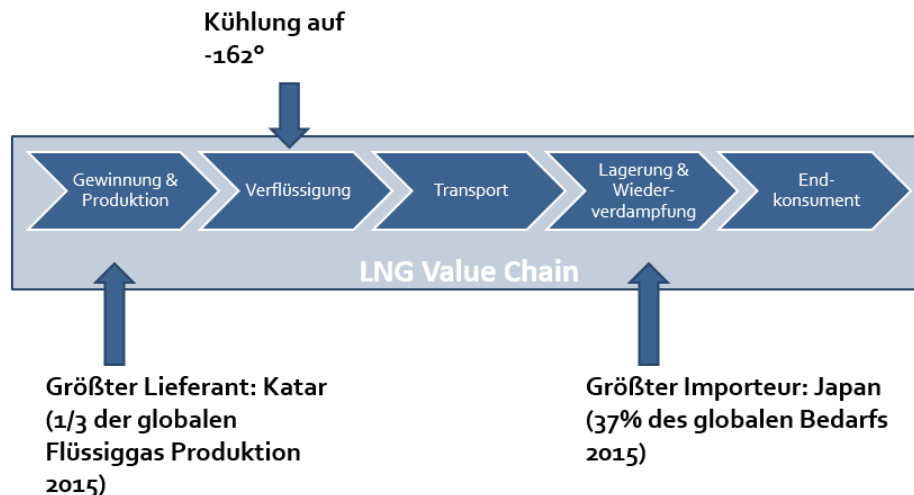 Kühlung auf
-162°
Gewinnung &
Produktion
Verflüssigung
Transport
Lagerung &
Wieder-
verdampfung
End-
konsument
LNG Value Chain
Größter Lieferant: Katar
(1/3 der globalen
Flüssiggas Produktion
2015)
Größter Importeur: Japan
(37% des globalen Bedarfs
2015)